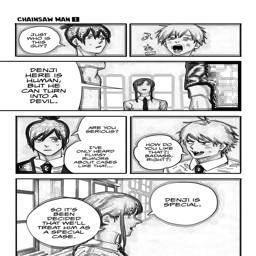 CHAINSAW MAN 1
JUST
WHO IS
THIS
GUY?
DENJI
HERE IS
HUMAN,
BUT HE
CAN TURN
INTO A
DEVIL.
ARE YOU
SERIOUS?
I'VE
ONLY HEARD
FLIMSY
RUMORS
ABOUT CASES
LIKE THAT...
HOW DO
YOU LIKE
THAT?!
BADASS,
RIGHT?!
DENJI IS
SPECIAL.
SO IT'S
BEEN
DECIDED
THAT WE'LL
TREAT HIM AS
A SPECIAL
CASE.